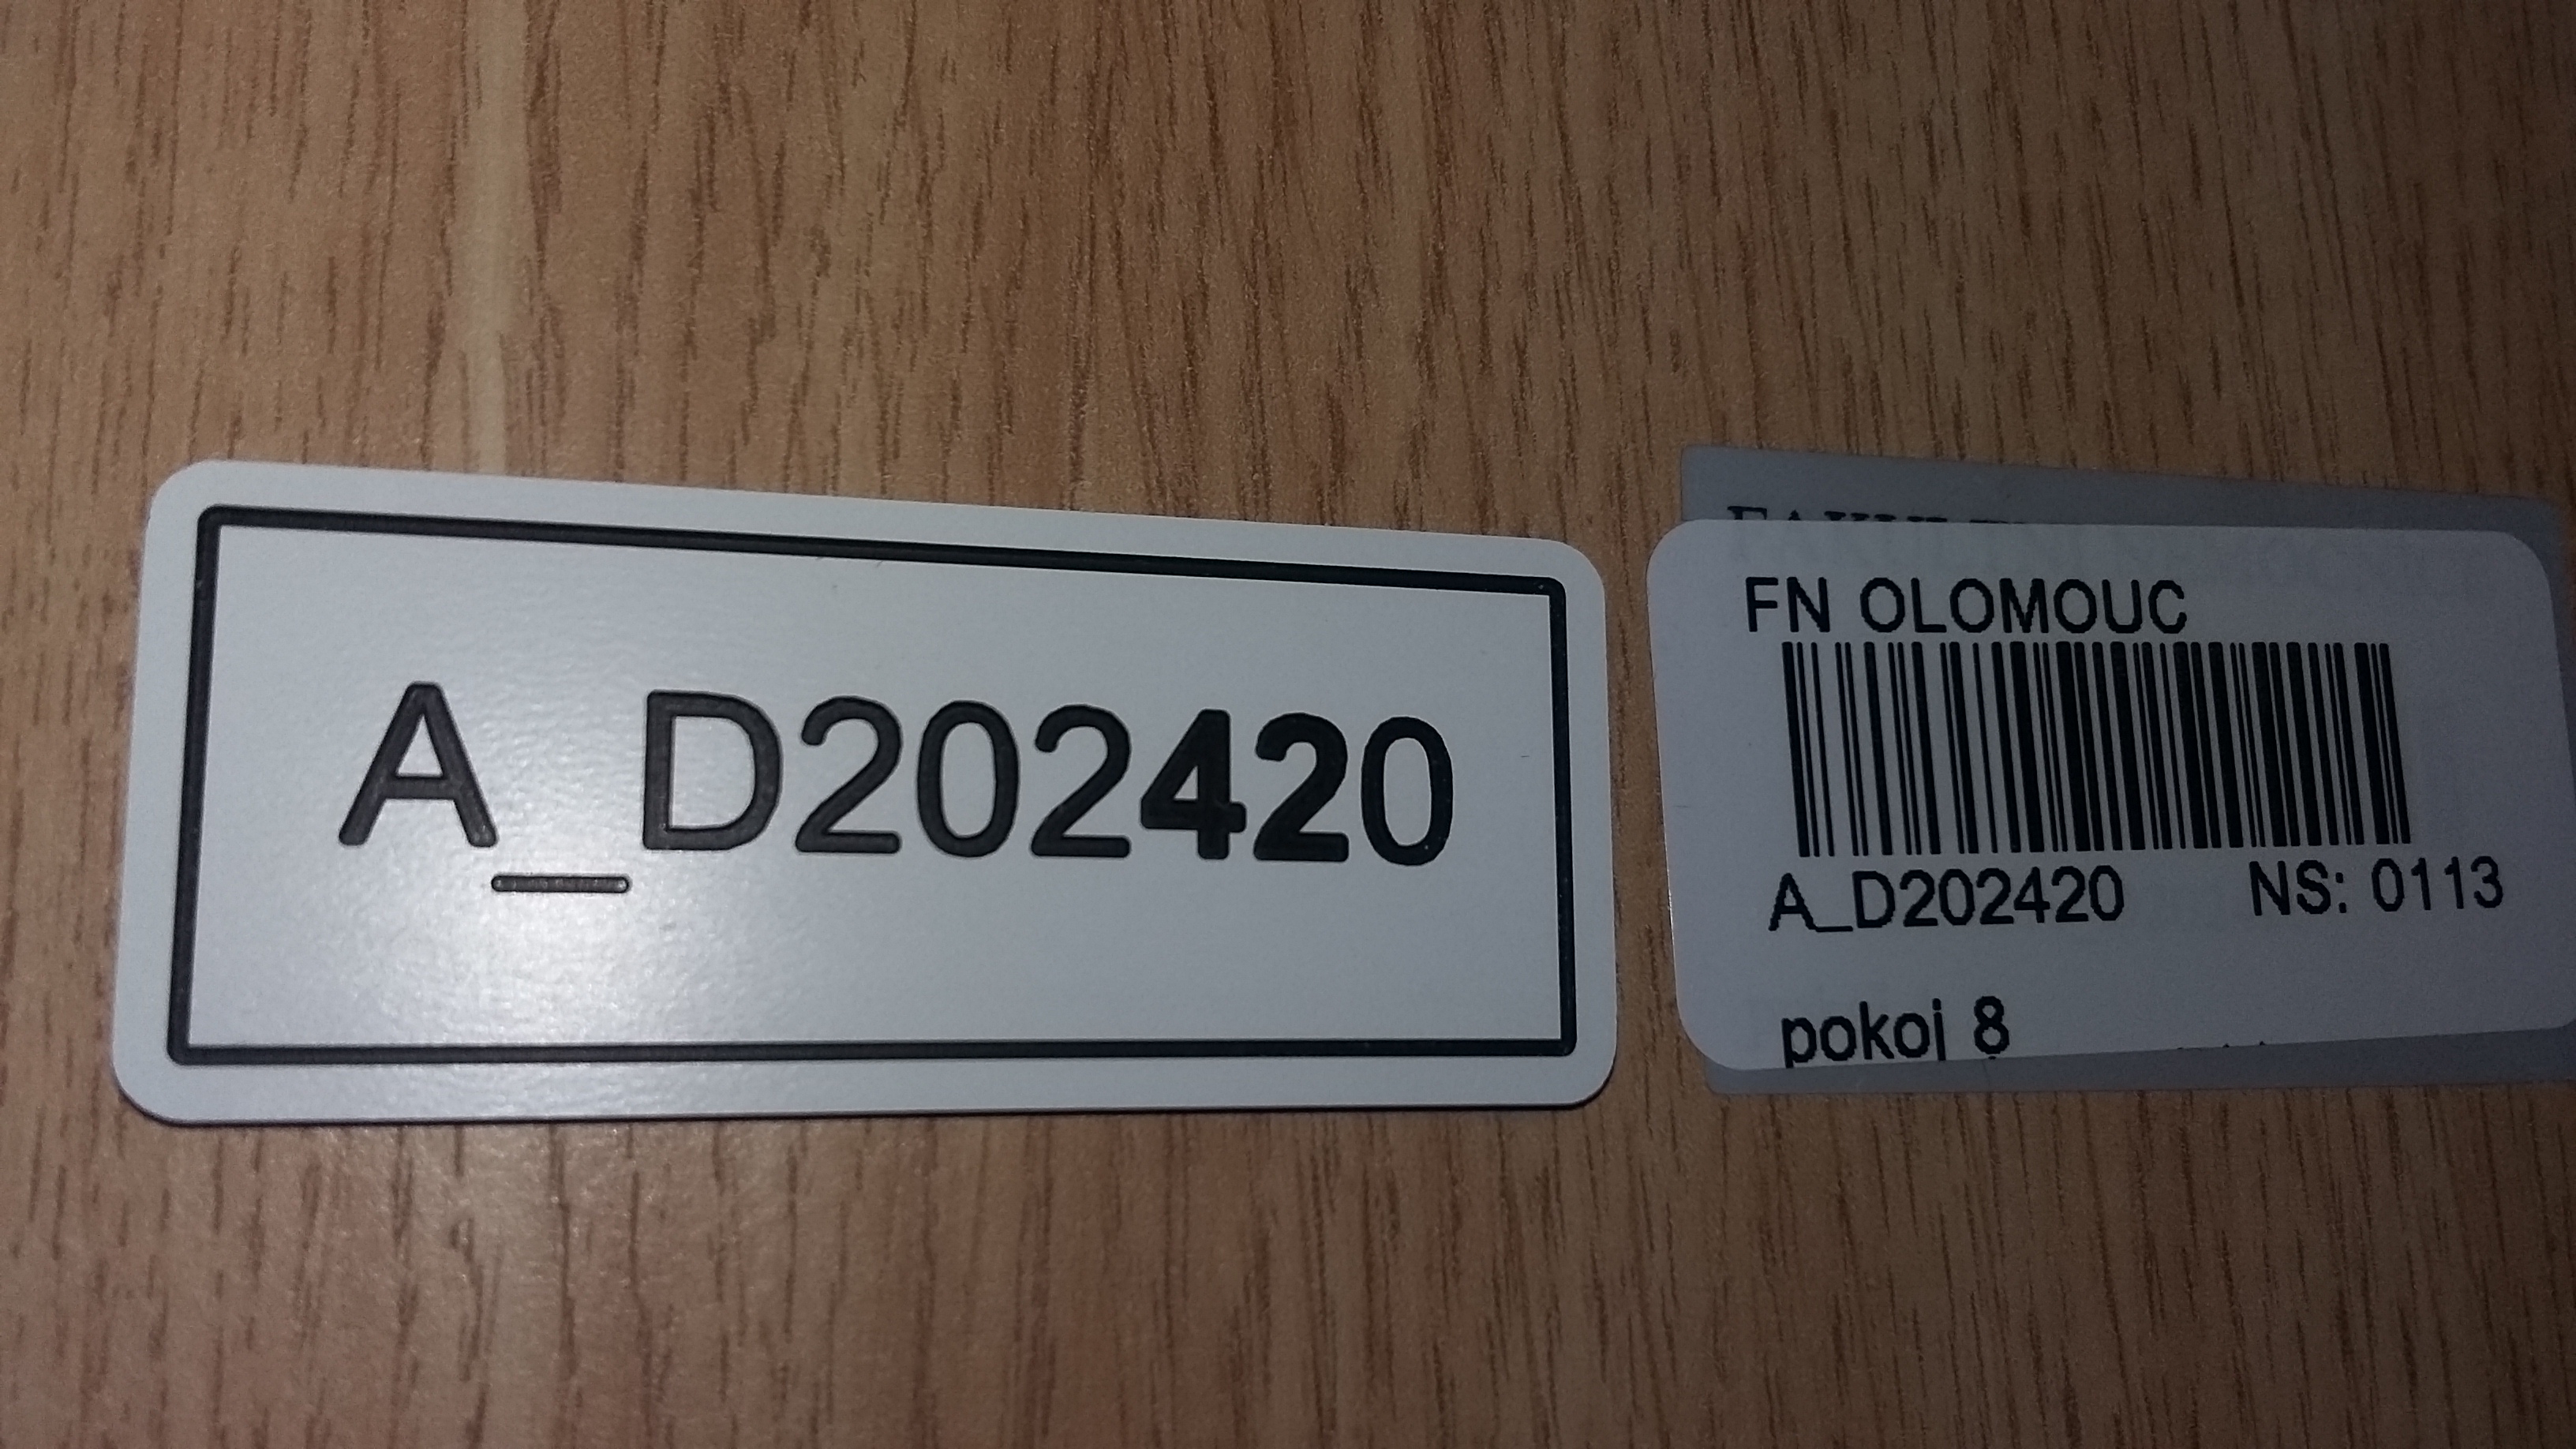 A_D202420
FN OLOMOUC
A_D202420 NS: 0113
pokoj 8